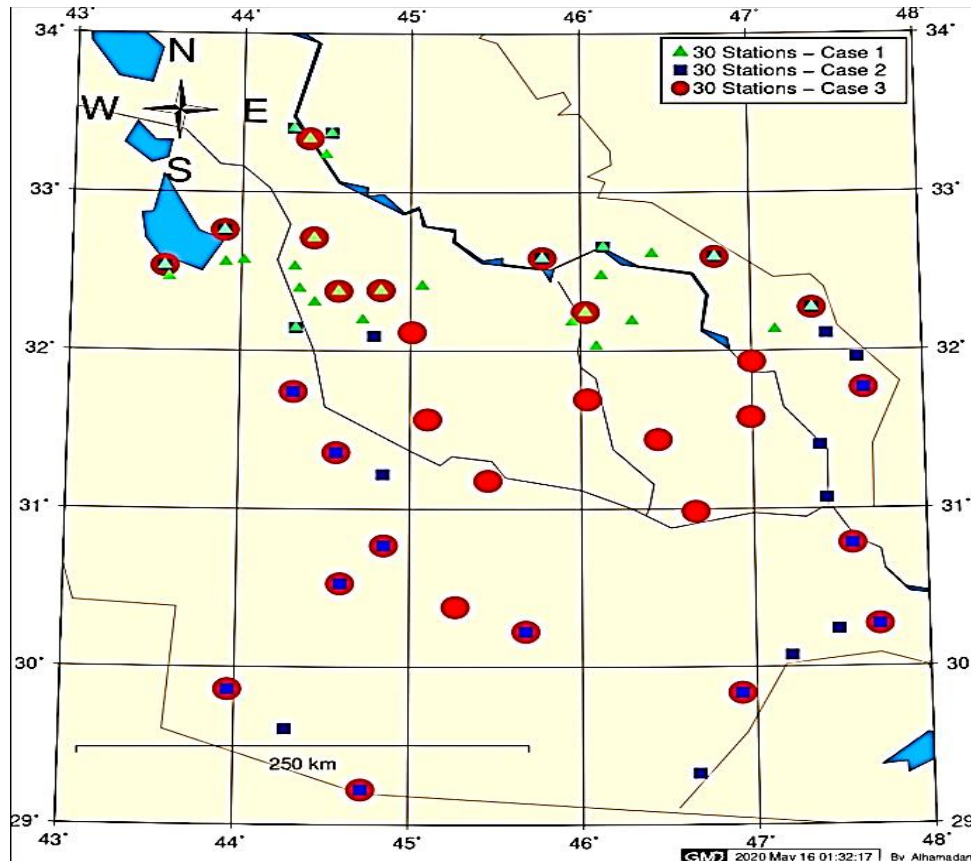 43˚ 44˚ 45˚ 46˚ 47˚ 48˚
34˚ 34˚
30 Stations – Case 1
30 Stations – Case 2
30 Stations – Case 3
N
W E
S
33˚ 33˚
32˚ 32˚
31˚ 31˚
30˚ 30˚
250 km
29˚ 29˚
43˚ 44˚ 45˚ 46˚ 47˚ 48˚
GMT 2020 May 16 01:32:17 By Alhamadan